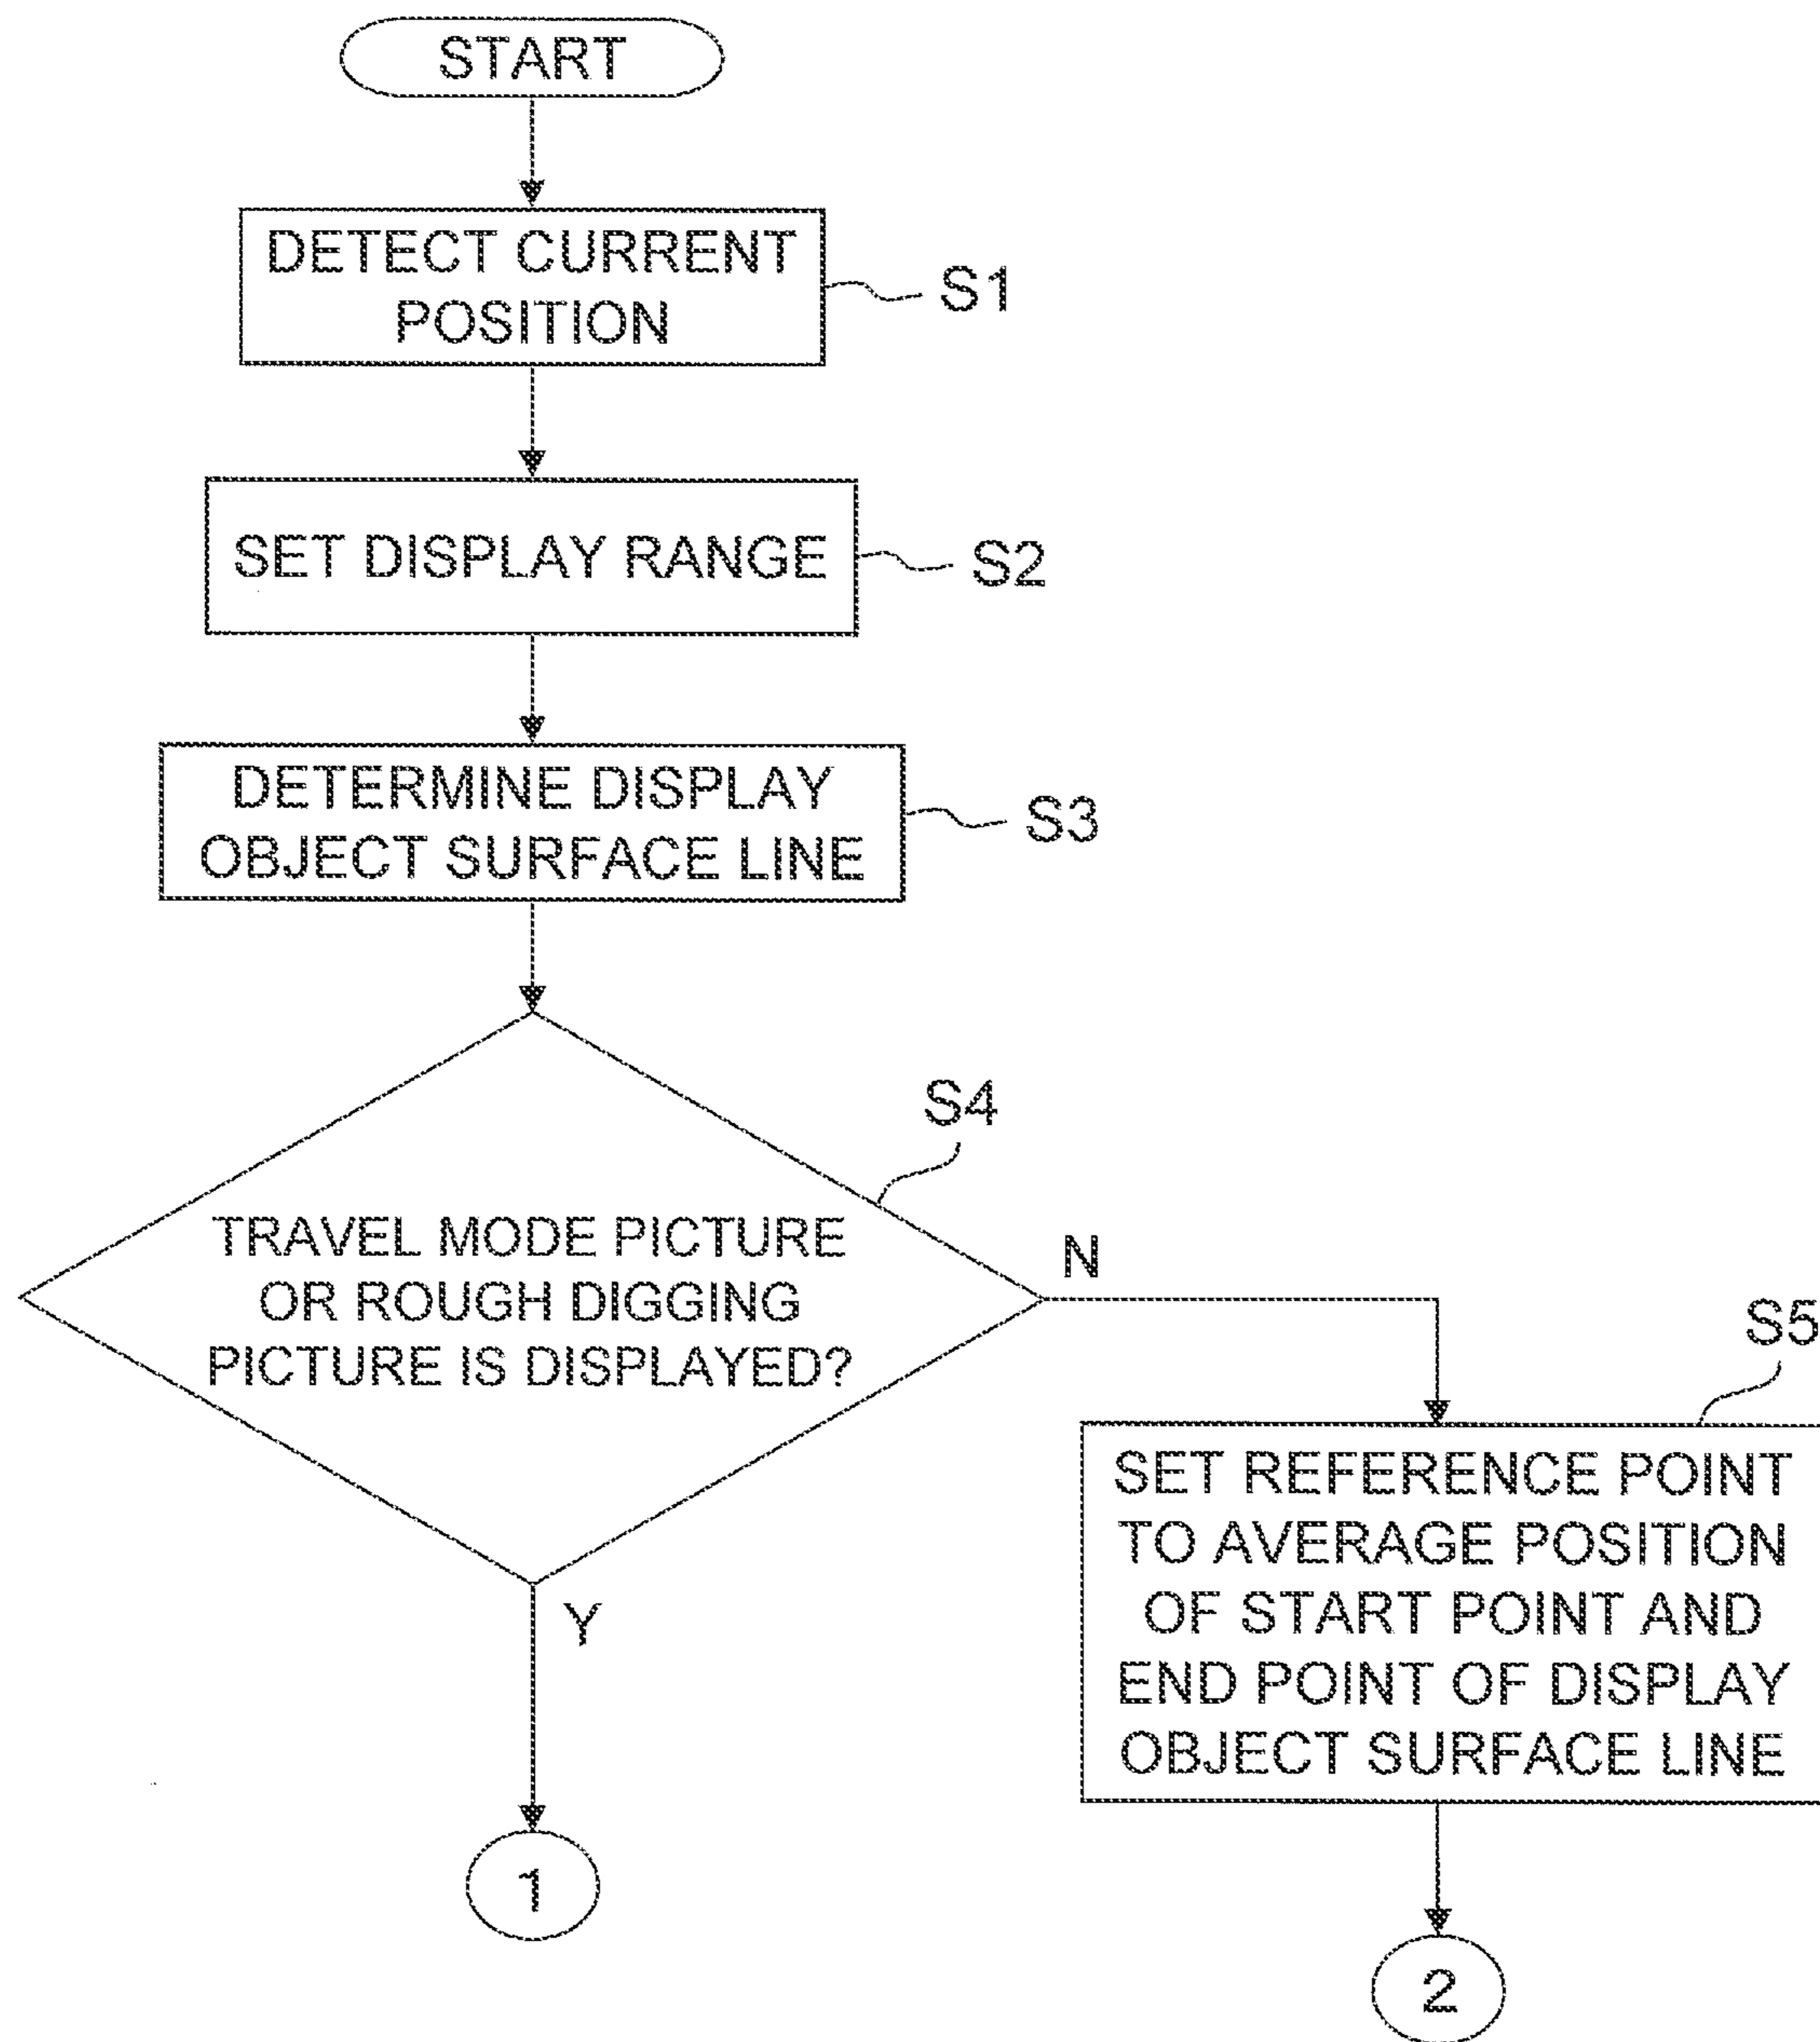 START
DETECT CURRENT
POSITION
S1
SET DISPLAY RANGE
S2
DETERMINE DISPLAY
OBJECT SURFACE LINE
S3
S4
TRAVEL MODE PICTURE
OR ROUGH DIGGING
PICTURE IS DISPLAYED?
N
Y
1
S5
SET REFERENCE POINT
TO AVERAGE POSITION
OF START POINT AND
END POINT OF DISPLAY
OBJECT SURFACE LINE
2